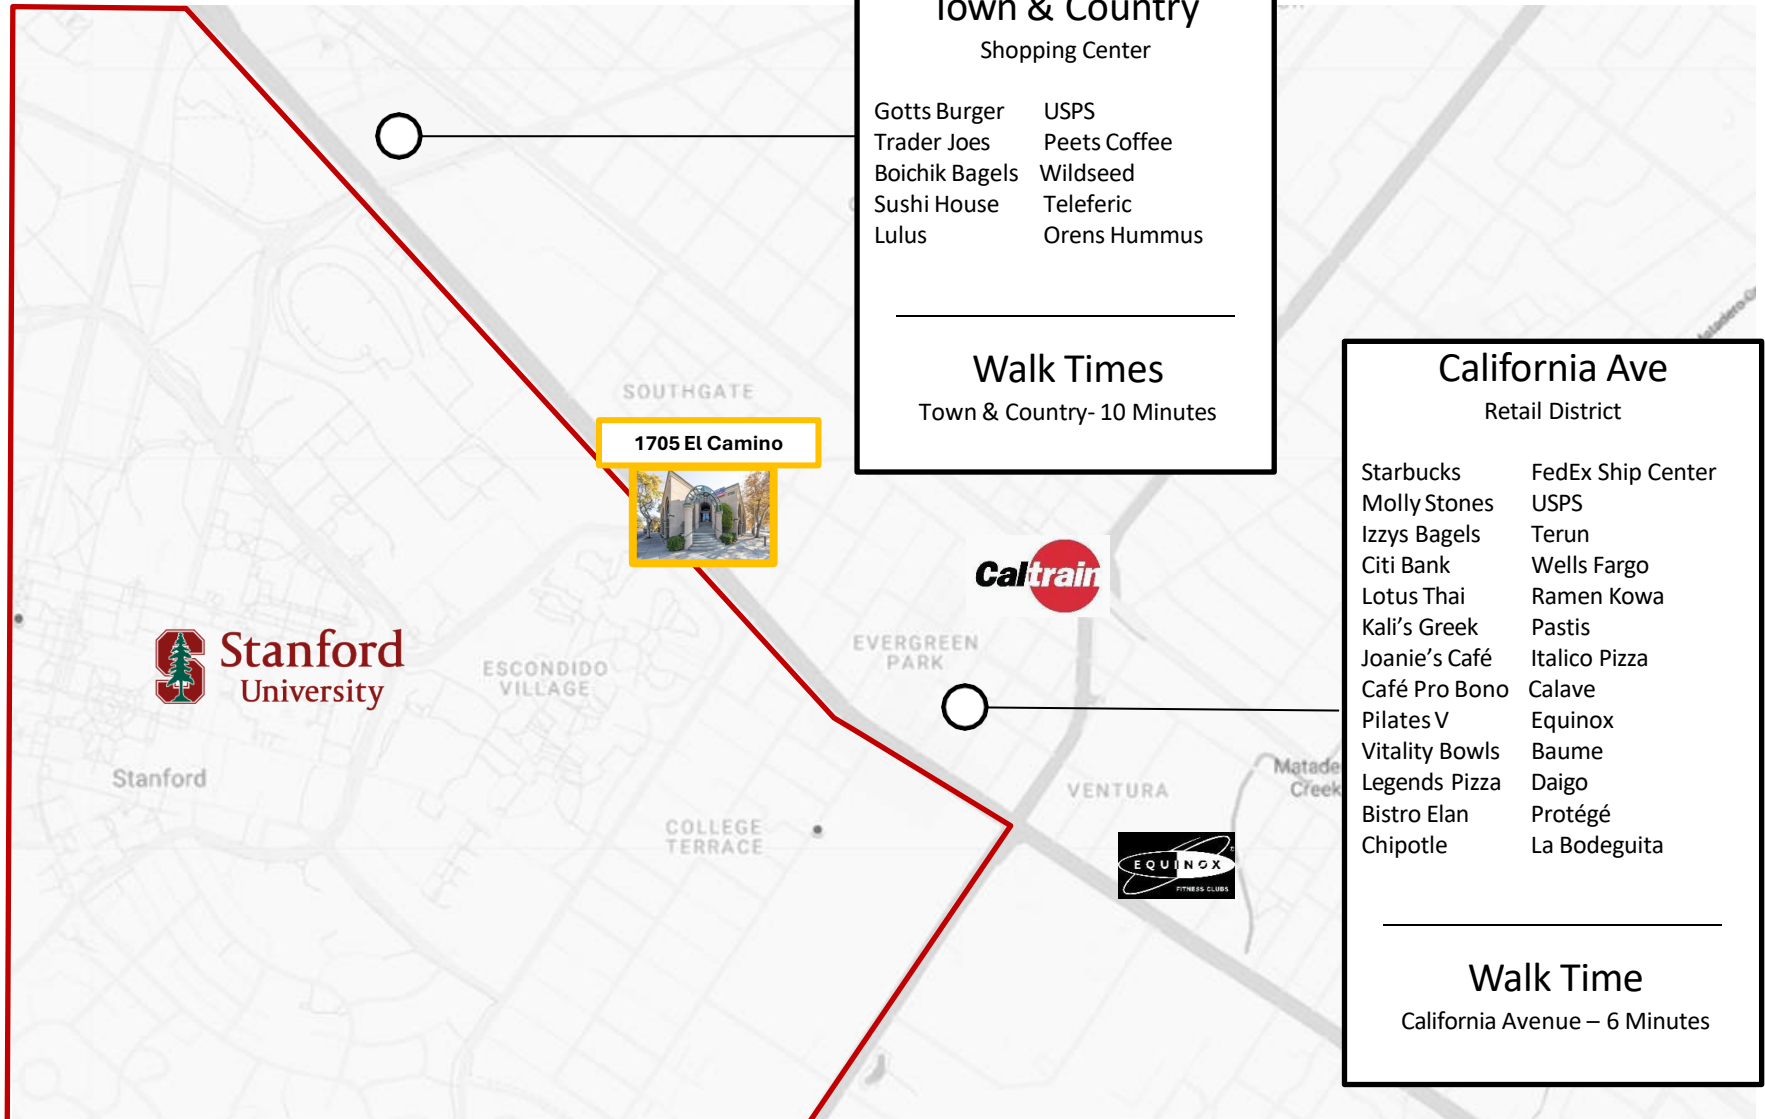 Town & Country
Shopping Center
Gotts Burger USPS
Trader Joes Peets Coffee
Boichik Bagels Wildseed
Sushi House Teleferic
Lulus Orens Hummus
Walk Times
Town & Country- 10 Minutes
SOUTHGATE
1705 El Camino
Caltrain
EVERGREEN
PARK
Stanford
University
ESCONDIDO
VILLAGE
Stanford
COLLEGE
TERRACE
VENTURA
Matade
Creek
EQUINOX
FITNESS CLUBS
California Ave
Retail District
Starbucks FedEx Ship Center
Molly Stones USPS
Izzys Bagels Terun
Citi Bank Wells Fargo
Lotus Thai Ramen Kowa
Kali’s Greek Pastis
Joanie’s Café Italico Pizza
Café Pro Bono Calave
Pilates V Equinox
Vitality Bowls Baume
Legends Pizza Daigo
Bistro Elan Protégé
Chipotle La Bodeguita
Walk Time
California Avenue – 6 Minutes